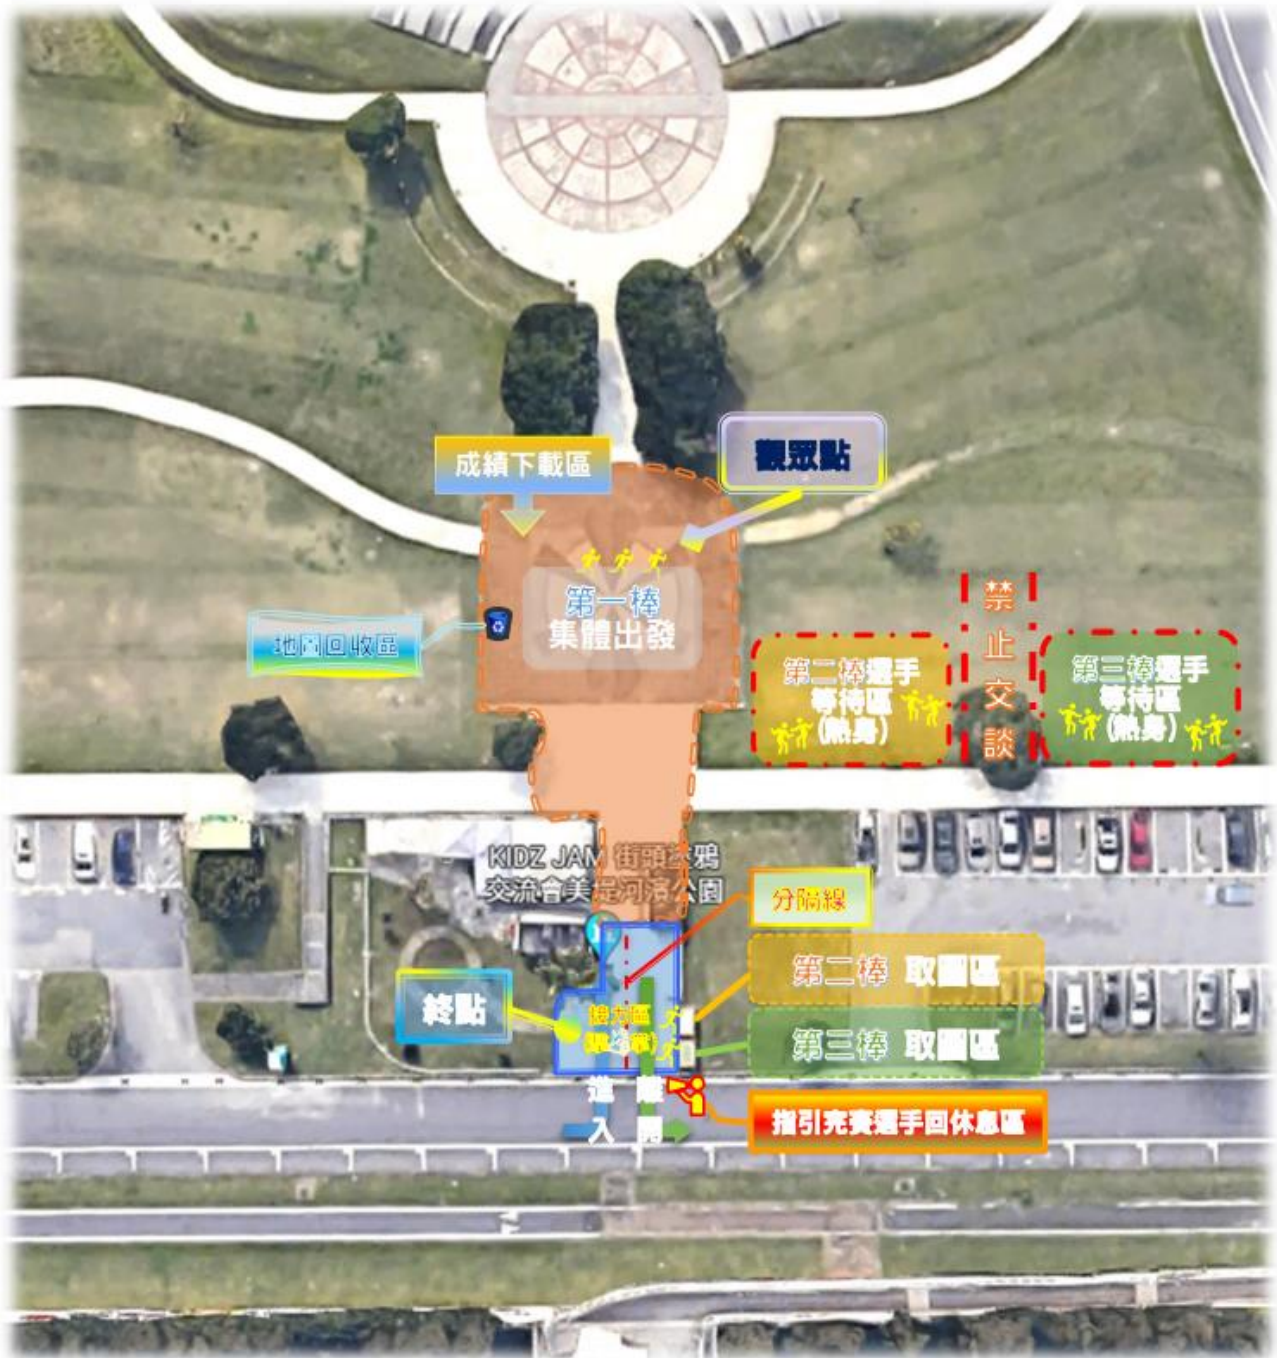 成績下載區
觀眾點
第一棒
集體出發
地圖回收區
第二棒選手
等待區
(熱身)
禁止交談
第三棒選手
等待區
(熱身)
KIDZ JAM 街頭塗鴉
交流會美堤河濱公園
分隔線
第二棒 取圖區
終點
接力區
第三棒 取圖區
進入
離開
指引完賽選手回休息區